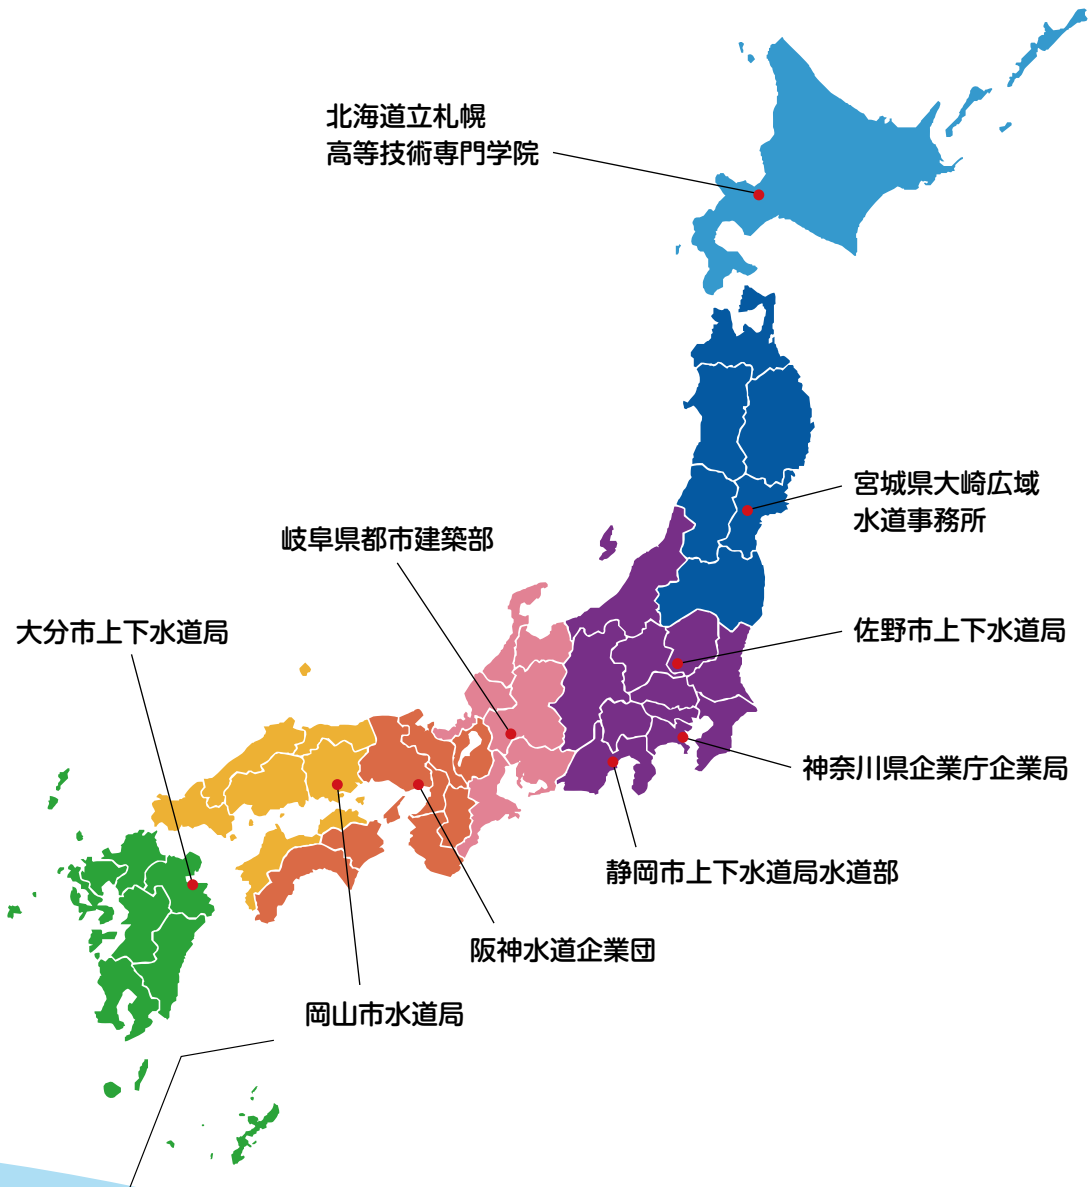 北海道立札幌
高等技術専門学院
宮城県大崎広域
水道事務所
岐阜県都市建築部
大分市上下水道局
佐野市上下水道局
神奈川県企業庁企業局
静岡市上下水道局水道部
阪神水道企業団
岡山市水道局